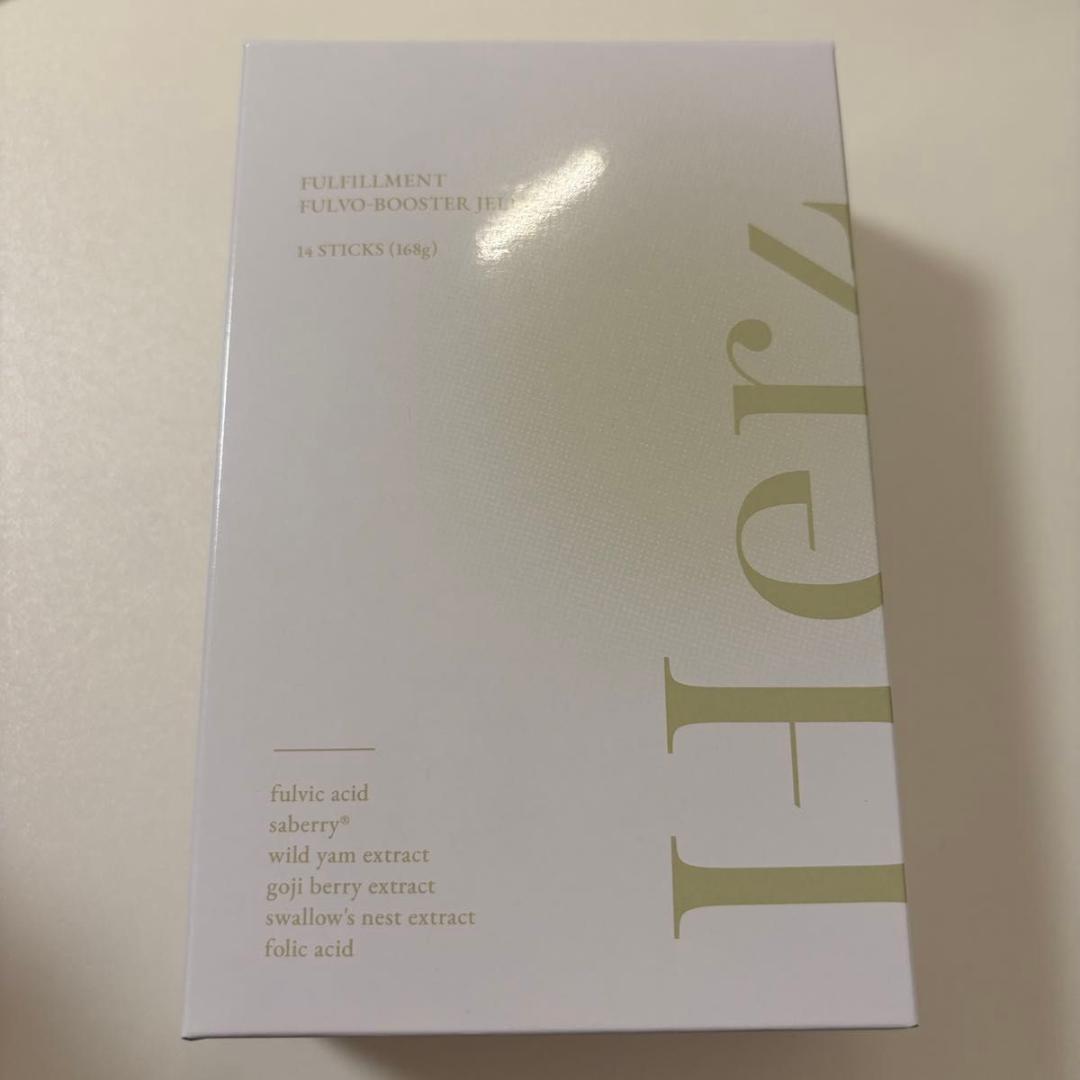 FULFILLMENT
FULVO-BOOSTER
14 STICKS (168g)
Herz
fulvic acid
saberry®
wild yam extract
goji berry extract
swallow's nest extract
folic acid